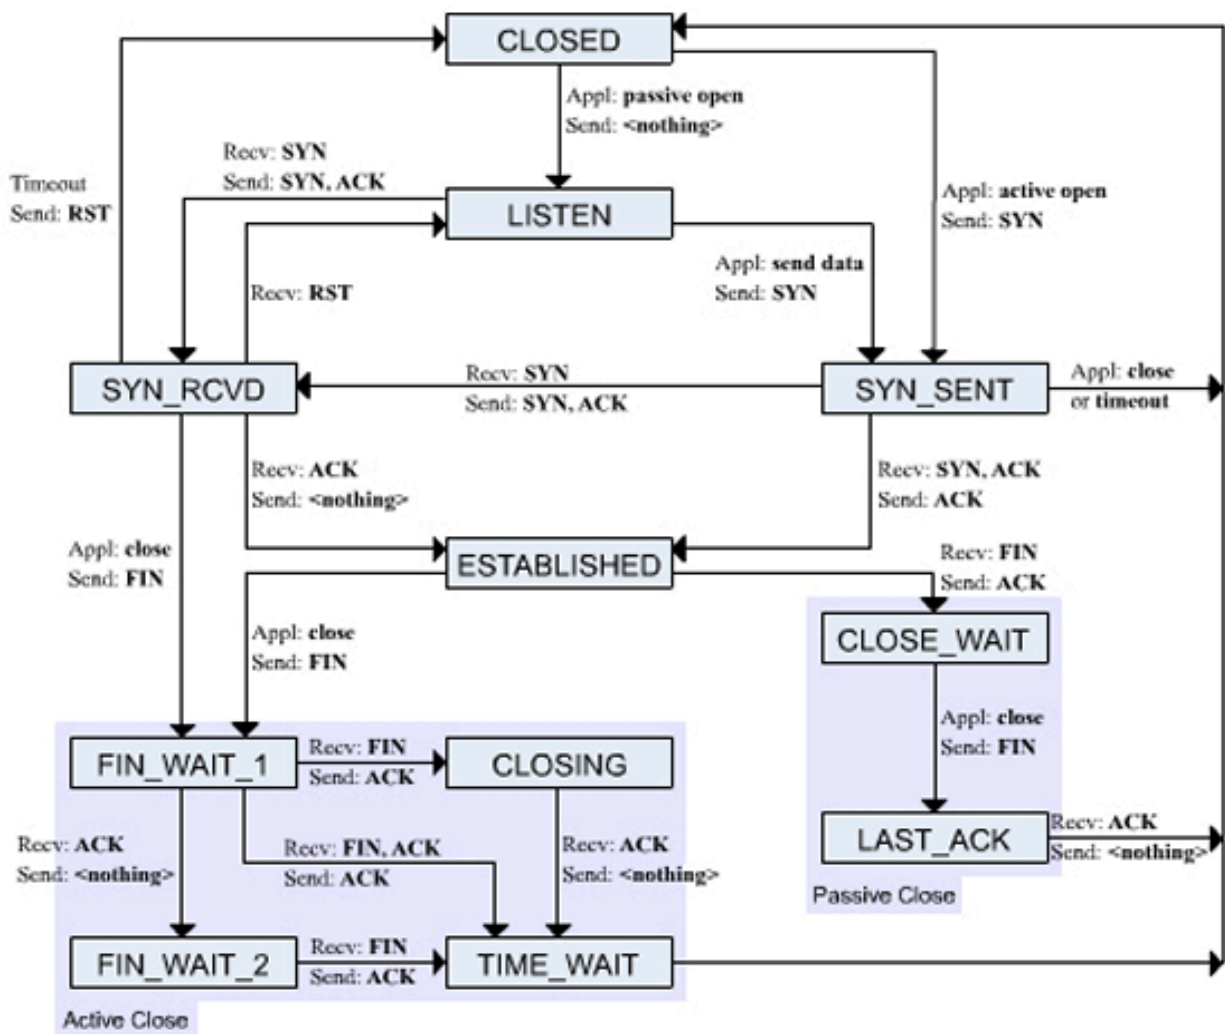 CLOSED
Appl: passive open
Send: <nothing>
Recv: SYN
Send: SYN, ACK
Timeout
Send: RST
LISTEN
Appl: active open
Send: SYN
Appl: send data
Send: SYN
Recv: RST
SYN_RCVD
Recv: SYN
Send: SYN, ACK
SYN_SENT
Appl: close
or timeout
Recv: ACK
Send: <nothing>
Recv: SYN, ACK
Send: ACK
Appl: close
Send: FIN
ESTABLISHED
Recv: FIN
Send: ACK
Appl: close
Send: FIN
CLOSE_WAIT
Appl: close
Send: FIN
FIN_WAIT_1
Recv: FIN
Send: ACK
CLOSING
Recv: ACK
Send: <nothing>
Recv: FIN, ACK
Send: ACK
Recv: ACK
Send: <nothing>
LAST_ACK
Recv: ACK
Send: <nothing>
Passive Close
FIN_WAIT_2
Recv: FIN
Send: ACK
TIME_WAIT
Active Close